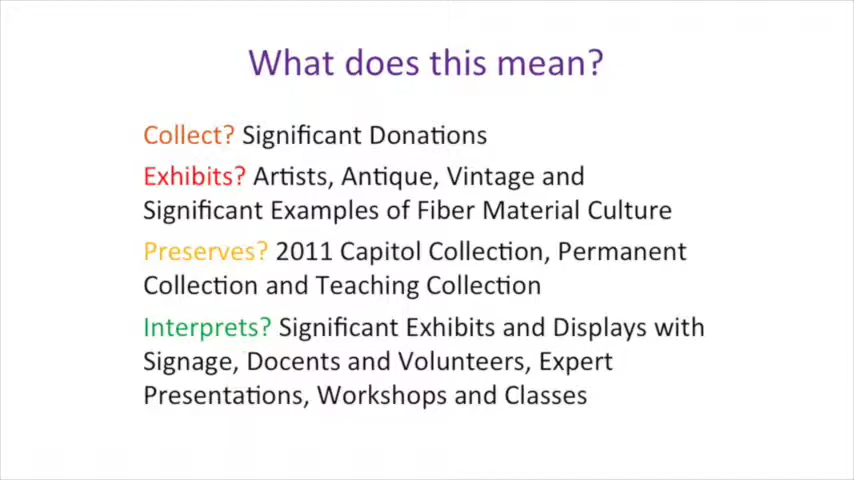 What does this mean?
Collect? Significant Donations
Exhibits? Artists, Antique, Vintage and
Significant Examples of Fiber Material Culture
Preserves? 2011 Capitol Collection, Permanent
Collection and Teaching Collection
Interprets? Significant Exhibits and Displays with
Signage, Docents and Volunteers, Expert
Presentations, Workshops and Classes